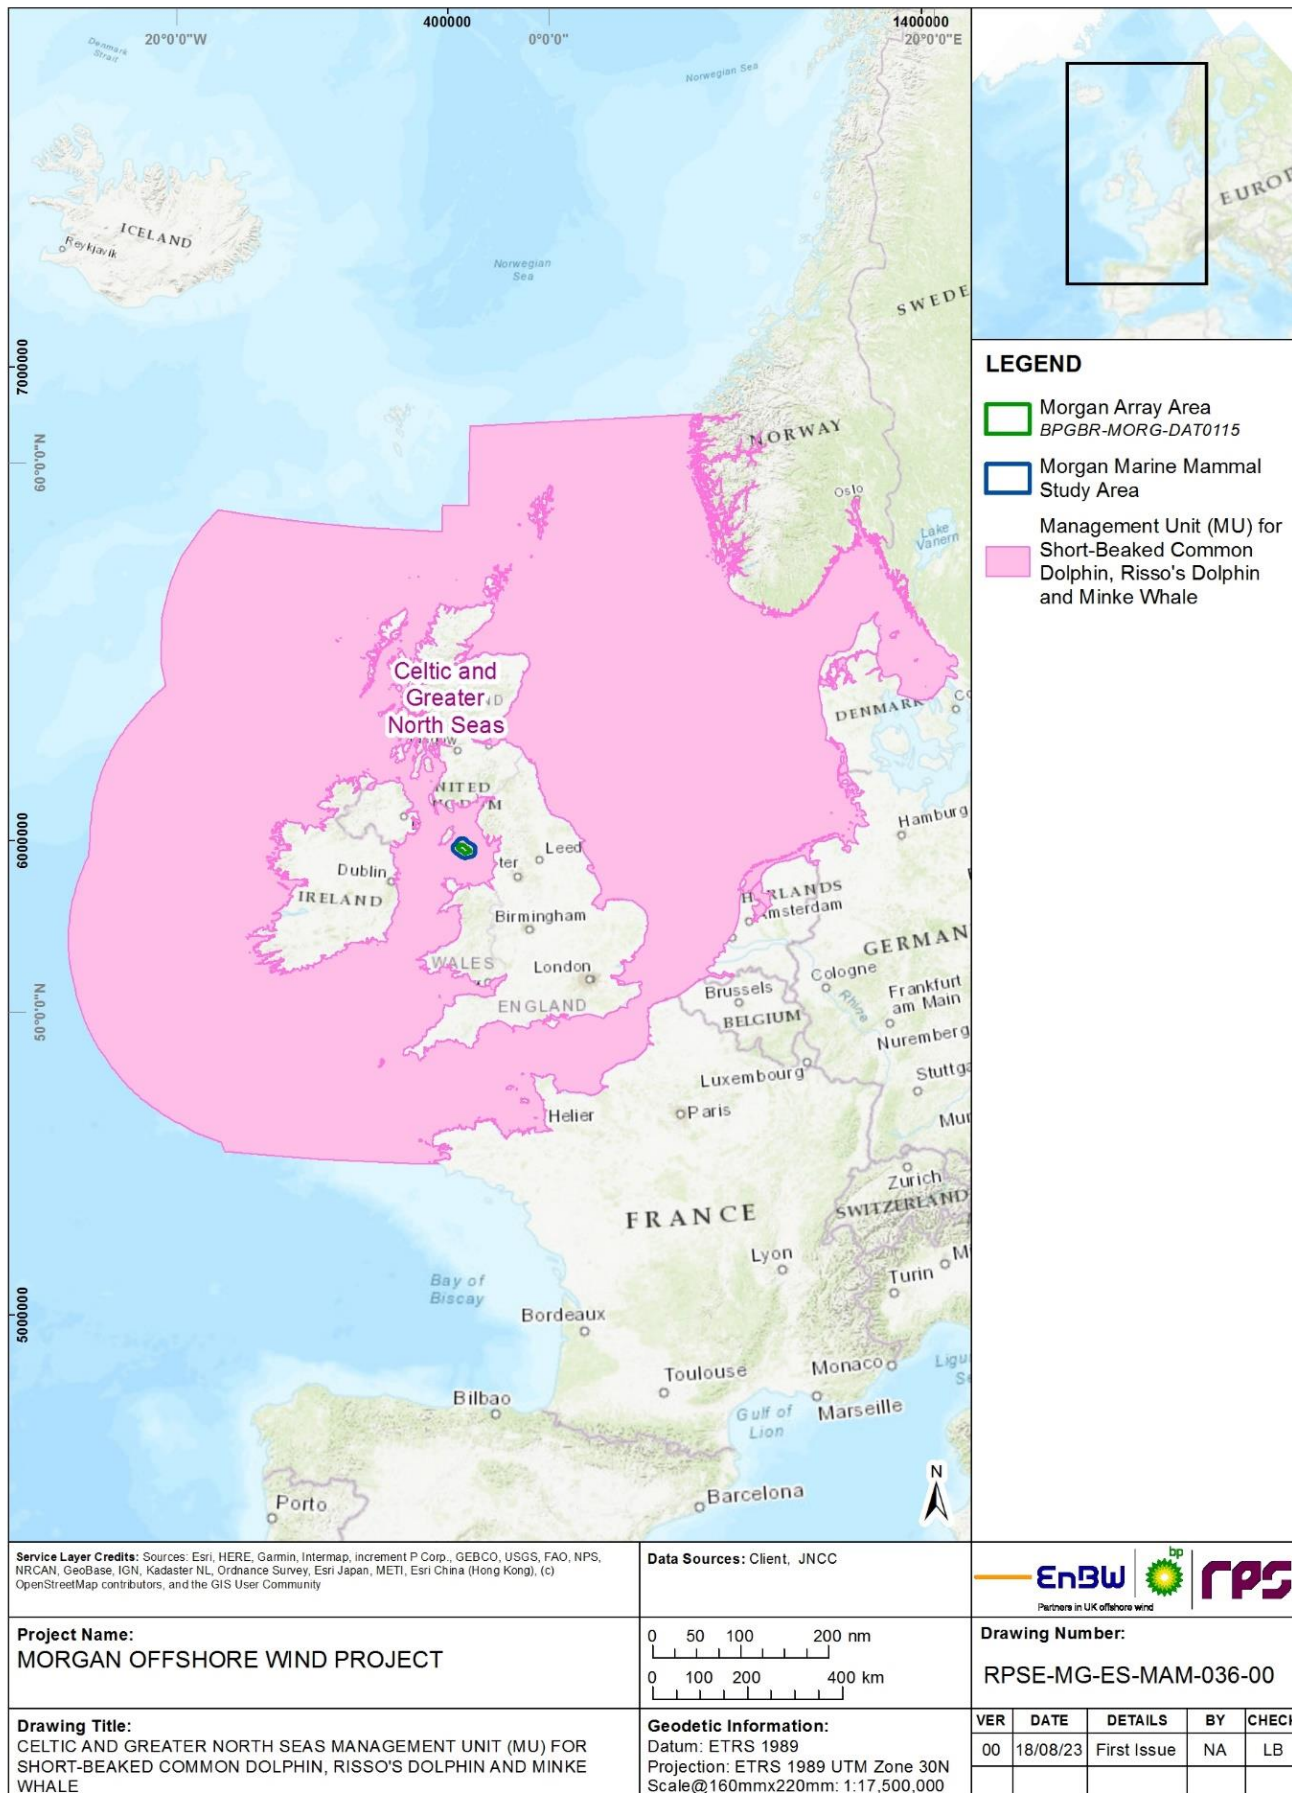 400000
1400000
20°0'0"W
0°0'0"
20°0'0"E
Denmark
Strait
Norwegian Sea
ICELAND
Reykjavik
Norwegian
Sea
SWEDE
EUROP
7000000
60°0'0"N
NORWAY
Oslo
Lake
Vanern
LEGEND
Morgan Array Area
BPGBR-MORG-DAT0115
Morgan Marine Mammal
Study Area
Management Unit (MU) for
Short-Beaked Common
Dolphin, Risso's Dolphin
and Minke Whale
Celtic and
Greater
North Seas
ND
DENMARK
NITED
Hamburg
6000000
Leed
ter
Dublin
IRELAND
Birmingham
Amsterdam
GERMAN
WALES
London
ENGLAND
50°0'0"N
Cologne
Rhine
Brussels
BELGIUM
Frankfurt
am Main
Nuremberg
Luxembourg
Stuttga
Helier
Paris
Mun
Zurich
SWITZERLAND
FRANCE
Lyon
M
Turin
Bay of
Biscay
5000000
Bordeaux
Toulouse
Monaco
Ligu
Se
Bilbao
Gulf of
Lion
Marseille
N
Porto
Barcelona
Service Layer Credits: Sources: Esri, HERE, Garmin, Intermap, increment P Corp., GEBCO, USGS, FAO, NPS,
NRCAN, GeoBase, IGN, Kadaster NL, Ordnance Survey, Esri Japan, METI, Esri China (Hong Kong), (c)
OpenStreetMap contributors, and the GIS User Community
Data Sources: Client, JNCC
EnBW
bp
rps
Partners in UK offshore wind
Project Name:
MORGAN OFFSHORE WIND PROJECT
0 50 100 200 nm
0 100 200 400 km
Drawing Number:
RPSE-MG-ES-MAM-036-00
Drawing Title:
CELTIC AND GREATER NORTH SEAS MANAGEMENT UNIT (MU) FOR
SHORT-BEAKED COMMON DOLPHIN, RISSO'S DOLPHIN AND MINKE
WHALE
Geodetic Information:
Datum: ETRS 1989
Projection: ETRS 1989 UTM Zone 30N
Scale@160mmx220mm: 1:17,500,000
VER DATE DETAILS BY CHECK
00 18/08/23 First Issue NA LB